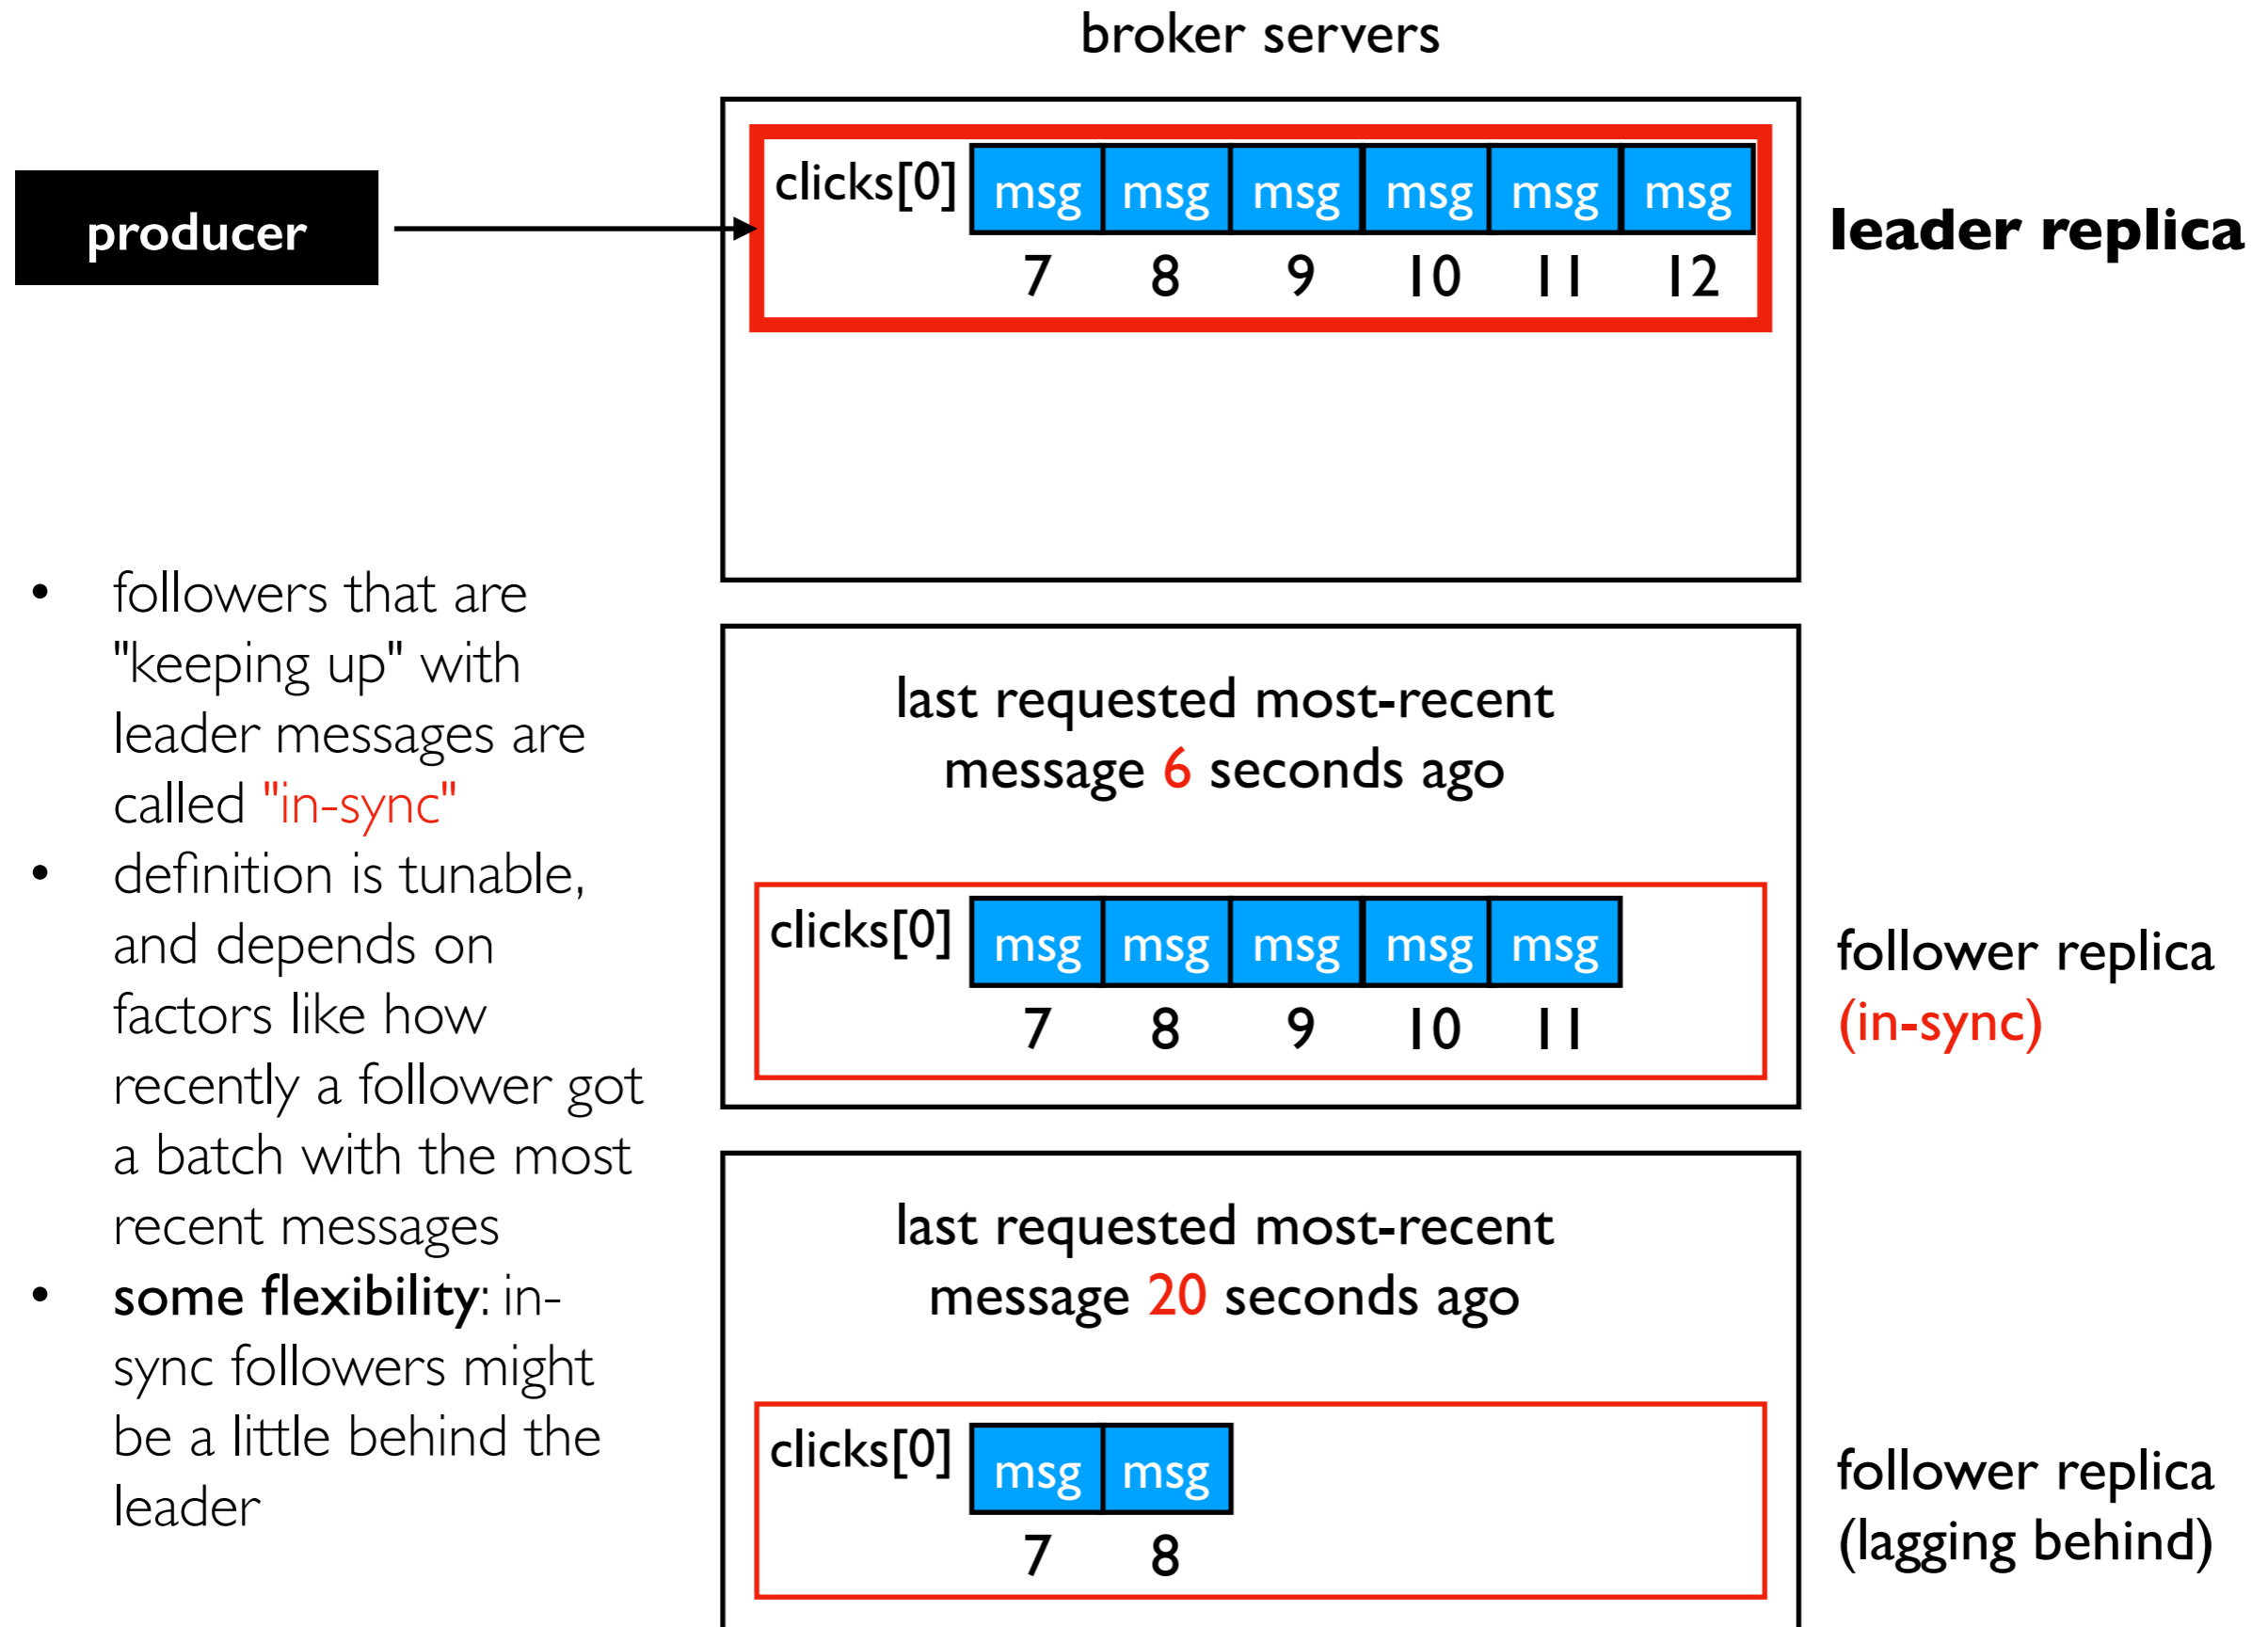 broker servers
producer
clicks[0] msg msg msg msg msg msg
7 8 9 10 11 12
leader replica
• followers that are
"keeping up" with
leader messages are
called "in-sync"
• definition is tunable,
and depends on
factors like how
recently a follower got
a batch with the most
recent messages
• some flexibility: in-
sync followers might
be a little behind the
leader
last requested most-recent
message 6 seconds ago
clicks[0] msg msg msg msg msg
7 8 9 10 11
follower replica
(in-sync)
last requested most-recent
message 20 seconds ago
clicks[0] msg msg
7 8
follower replica
(lagging behind)